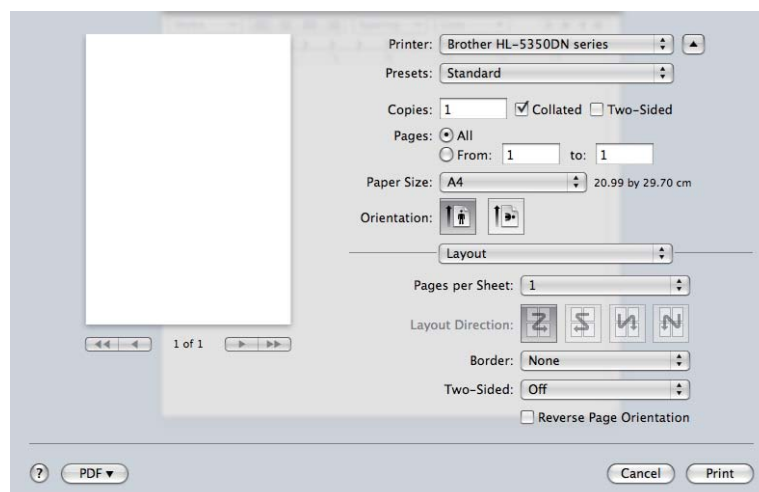 Printer: Brother HL-5350DN series
Presets: Standard
Copies: 1 Collated Two-Sided
Pages: All
From: 1 to: 1
Paper Size: A4 20.99 by 29.70 cm
Orientation:
Layout
Pages per Sheet: 1
Layout Direction:
1 of 1
Border: None
Two-Sided: Off
Reverse Page Orientation
? PDF Cancel Print